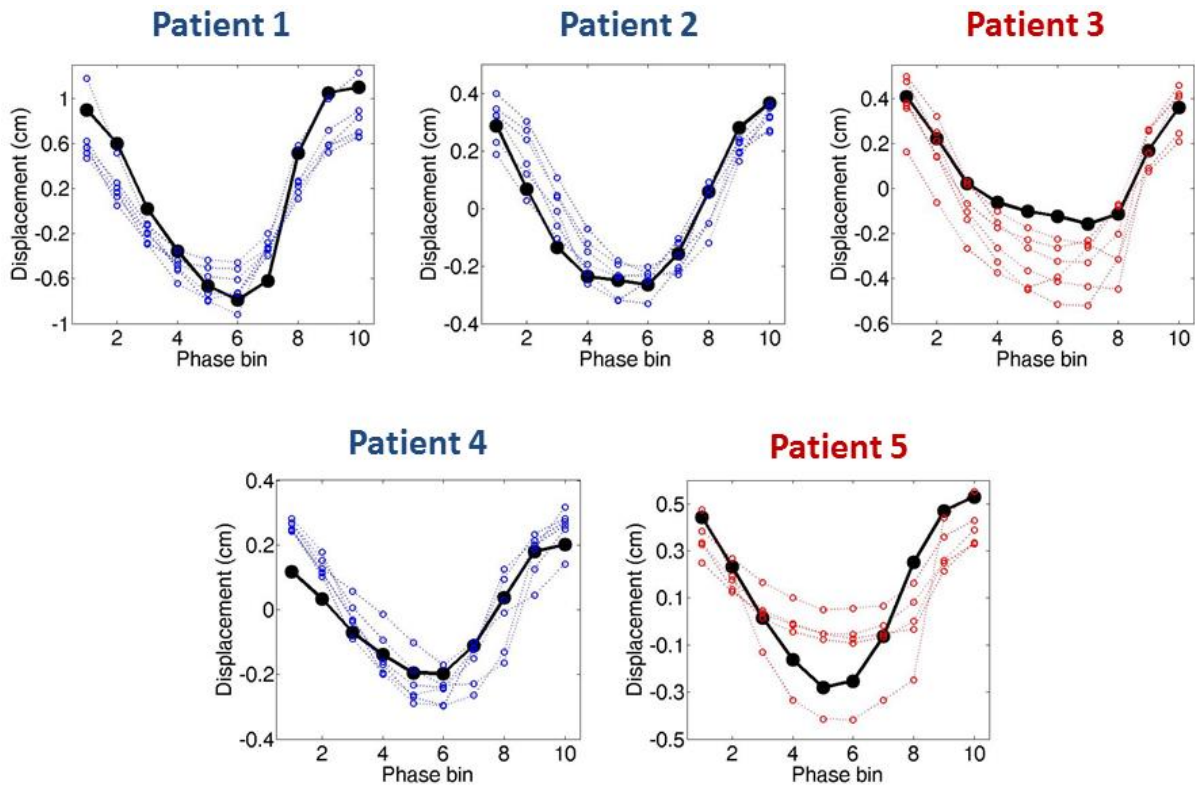 Patient 1
Displacement (cm)
1
0.6
0.2
-0.2
-0.6
-1
2 4 6 8 10
Phase bin
Patient 2
Displacement (cm)
0.4
0.2
0
-0.2
-0.4
2 4 6 8 10
Phase bin
Patient 3
Displacement (cm)
0.4
0.2
0
-0.2
-0.4
-0.6
2 4 6 8 10
Phase bin
Patient 4
Displacement (cm)
0.4
0.2
0
-0.2
-0.4
2 4 6 8 10
Phase bin
Patient 5
Displacement (cm)
0.5
0.3
0.1
-0.1
-0.3
-0.5
2 4 6 8 10
Phase bin